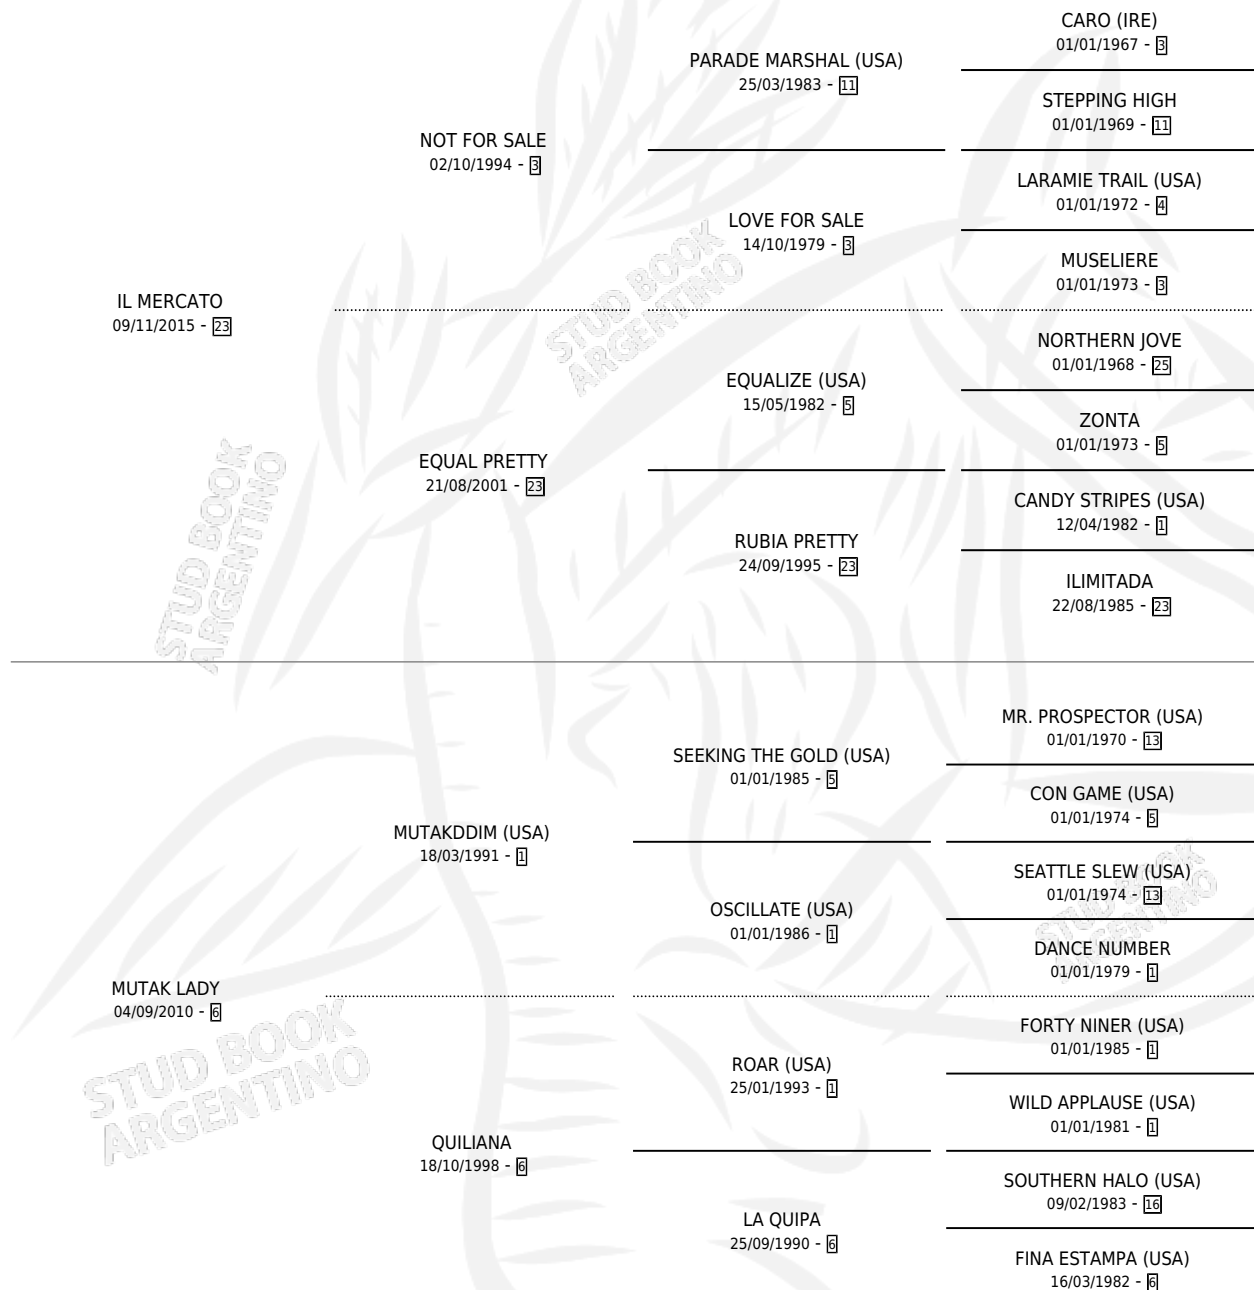 CARO (IRE)
01/01/1967 - 3
PARADE MARSHAL (USA)
25/03/1983 - 11
STEPPING HIGH
01/01/1969 - 11
NOT FOR SALE
02/10/1994 - 3
LARAMIE TRAIL (USA)
01/01/1972 - 4
LOVE FOR SALE
14/10/1979 - 3
MUSELIERE
01/01/1973 - 3
IL MERCATO
09/11/2015 - 23
STUD BOOK
ARGENTINO
NORTHERN JOVE
01/01/1968 - 25
EQUALIZE (USA)
15/05/1982 - 5
ZONTA
01/01/1973 - 5
EQUAL PRETTY
21/08/2001 - 23
CANDY STRIPES (USA)
12/04/1982 - 1
RUBIA PRETTY
24/09/1995 - 23
ILIMITADA
22/08/1985 - 23
STUD BOOK
ARGENTINO
MR. PROSPECTOR (USA)
01/01/1970 - 13
SEEKING THE GOLD (USA)
01/01/1985 - 5
CON GAME (USA)
01/01/1974 - 5
MUTAKDDIM (USA)
18/03/1991 - 1
SEATTLE SLEW (USA)
01/01/1974 - 13
STUD BOOK
ARGENTINO
OSCILLATE (USA)
01/01/1986 - 1
DANCE NUMBER
01/01/1979 - 1
MUTAK LADY
04/09/2010 - 6
STUD BOOK
ARGENTINO
FORTY NINER (USA)
01/01/1985 - 1
ROAR (USA)
25/01/1993 - 1
WILD APPLAUSE (USA)
01/01/1981 - 1
QUILIANA
18/10/1998 - 6
SOUTHERN HALO (USA)
09/02/1983 - 16
LA QUIPA
25/09/1990 - 6
FINA ESTAMPA (USA)
16/03/1982 - 6